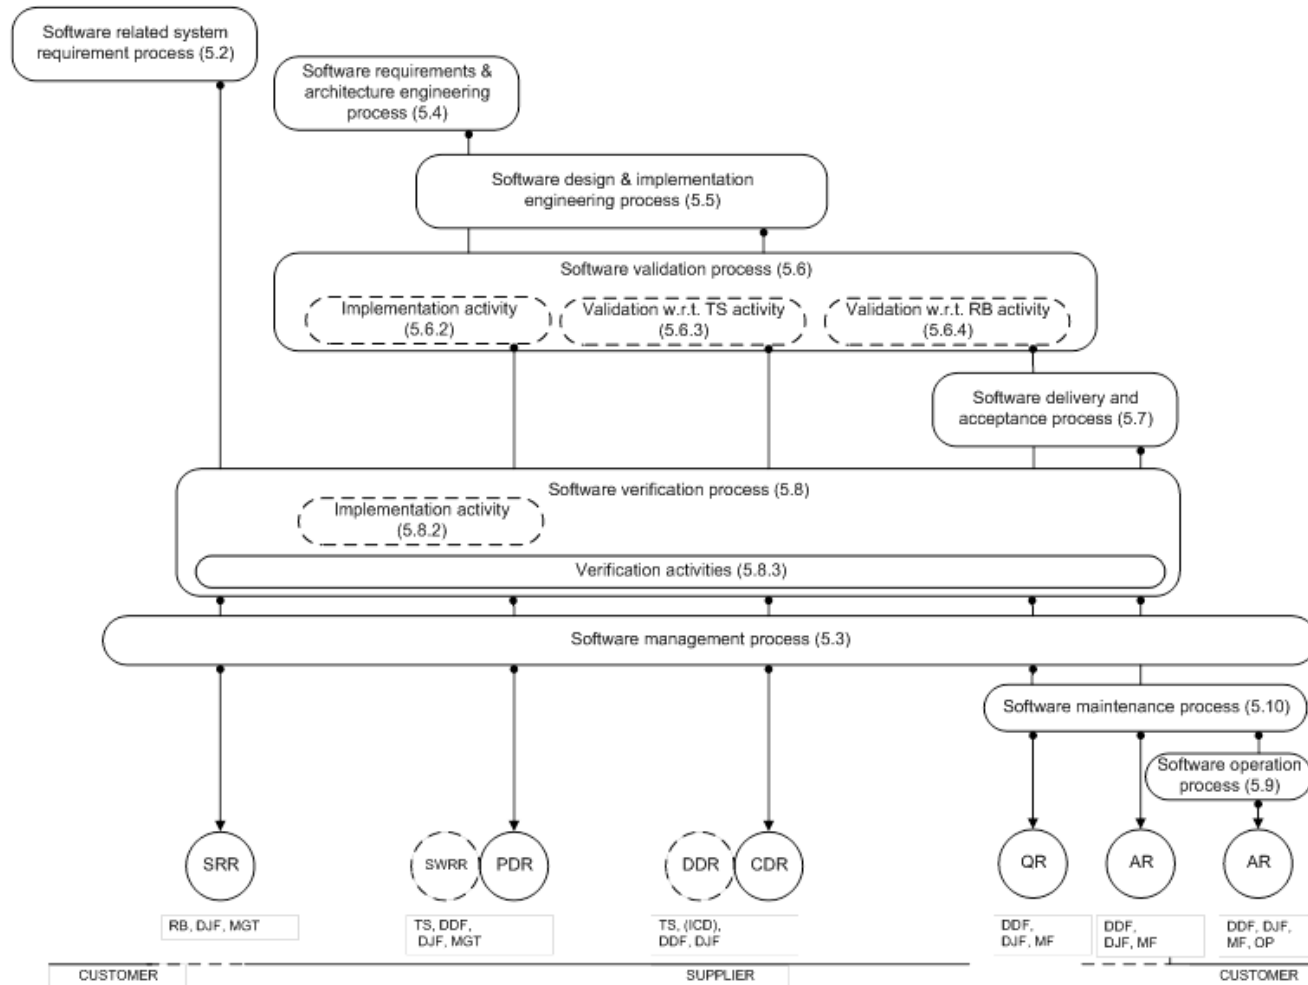 Software related system
requirement process (5.2)
Software requirements &
architecture engineering
process (5.4)
Software design & implementation
engineering process (5.5)
Software validation process (5.6)
Implementation activity
(5.6.2)
Validation w.r.t. TS activity
(5.6.3)
Validation w.r.t. RB activity
(5.6.4)
Software delivery and
acceptance process (5.7)
Software verification process (5.8)
Implementation activity
(5.8.2)
Verification activities (5.8.3)
Software management process (5.3)
Software maintenance process (5.10)
Software operation
process (5.9)
SRR
SWRR
PDR
DDR
CDR
QR
AR
AR
RB, DJF, MGT
TS, DDF,
DJF, MGT
TS, (ICD),
DDF, DJF
DDF,
DJF, MF
DDF,
DJF, MF
DDF, DJF,
MF, OP
CUSTOMER
SUPPLIER
CUSTOMER